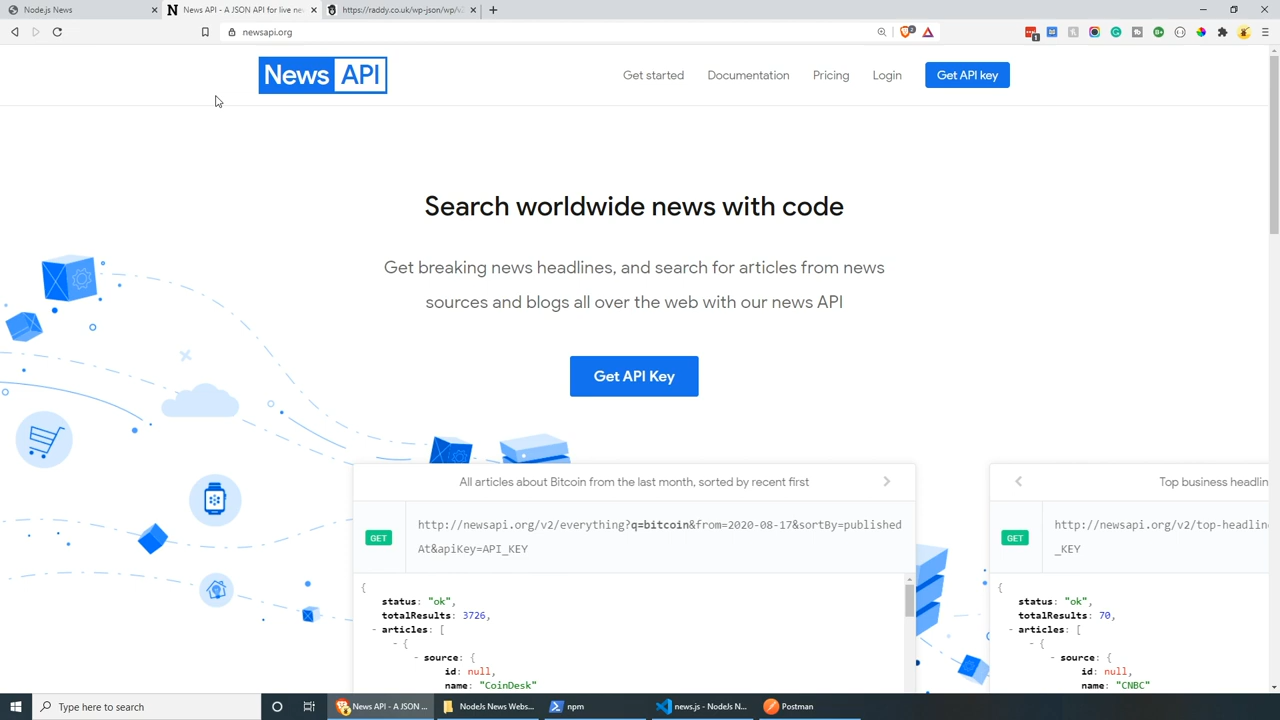 Node.js News
News API - A JSON API for live ne
https://raddy.co.uk/wp-json/wp/v
newsapi.org
News API
Get started
Documentation
Pricing
Login
Get API key
Search worldwide news with code
Get breaking news headlines, and search for articles from news
sources and blogs all over the web with our news API
Get API Key
All articles about Bitcoin from the last month, sorted by recent first
GET
http://newsapi.org/v2/everything?q=bitcoin&from=2020-08-17&sortBy=published
At&apiKey=API_KEY
{
status: "ok",
totalResults: 3726,
- articles: [
- {
- source: {
id: null,
name: "CoinDesk"
Top business headlin
GET
http://newsapi.org/v2/top-headline
_KEY
{
status: "ok",
totalResults: 70,
- articles: [
- {
- source: {
id: null,
name: "CNBC"
Type here to search
News API - A JSON ...
NodeJs News Webs...
npm
news.js - NodeJs N...
Postman